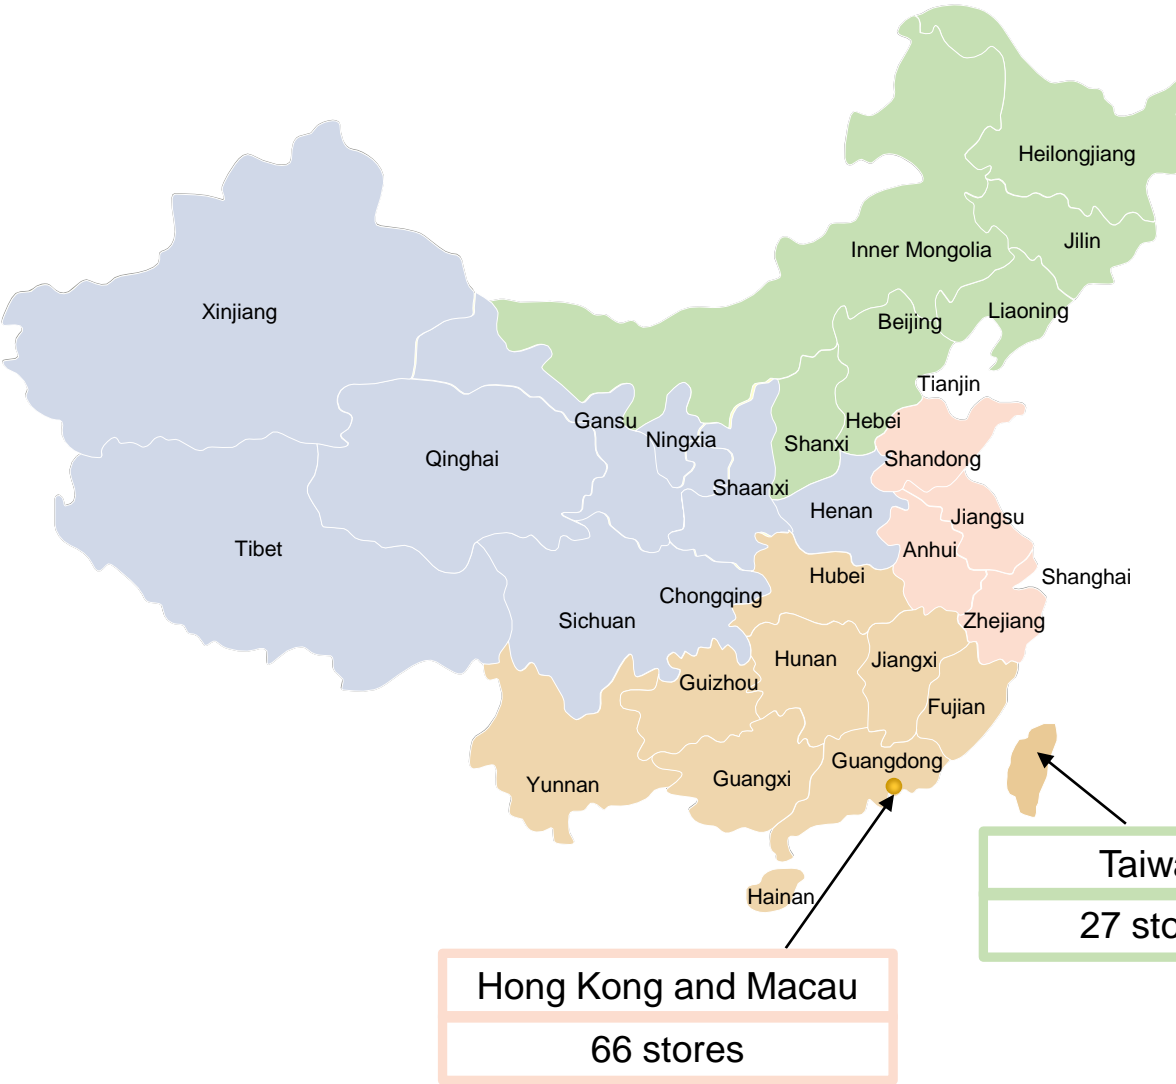 Heilongjiang
Inner Mongolia
Jilin
Xinjiang
Beijing
Liaoning
Tianjin
Gansu
Hebei
Ningxia
Shanxi
Qinghai
Shandong
Shaanxi
Henan
Jiangsu
Tibet
Anhui
Hubei
Shanghai
Chongqing
Sichuan
Zhejiang
Hunan
Jiangxi
Guizhou
Fujian
Guangdong
Yunnan
Guangxi
Hainan
27
Hong Kong and Macau
66 stores